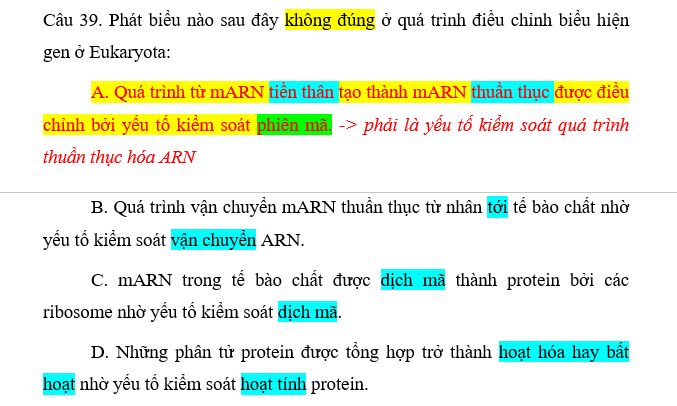 Câu 39. Phát biểu nào sau đây không đúng ở quá trình điều chỉnh biểu hiện
gen ở Eukaryota:
A. Quá trình từ mARN tiền thân tạo thành mARN thuần thục được điều
chỉnh bởi yếu tố kiểm soát phiên mã. -> phải là yếu tố kiểm soát quá trình
thuần thục hóa ARN
B. Quá trình vận chuyển mARN thuần thục từ nhân tới tế bào chất nhờ
yếu tố kiểm soát vận chuyển ARN.
C. mARN trong tế bào chất được dịch mã thành protein bởi các
ribosome nhờ yếu tố kiểm soát dịch mã.
D. Những phân tử protein được tổng hợp trở thành hoạt hóa hay bất
hoạt nhờ yếu tố kiểm soát hoạt tính protein.